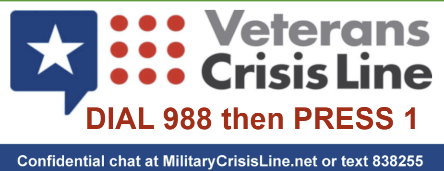 Veterans
Crisis Line
DIAL 988 then PRESS 1
Confidential chat at MilitaryCrisisLine.net or text 838255